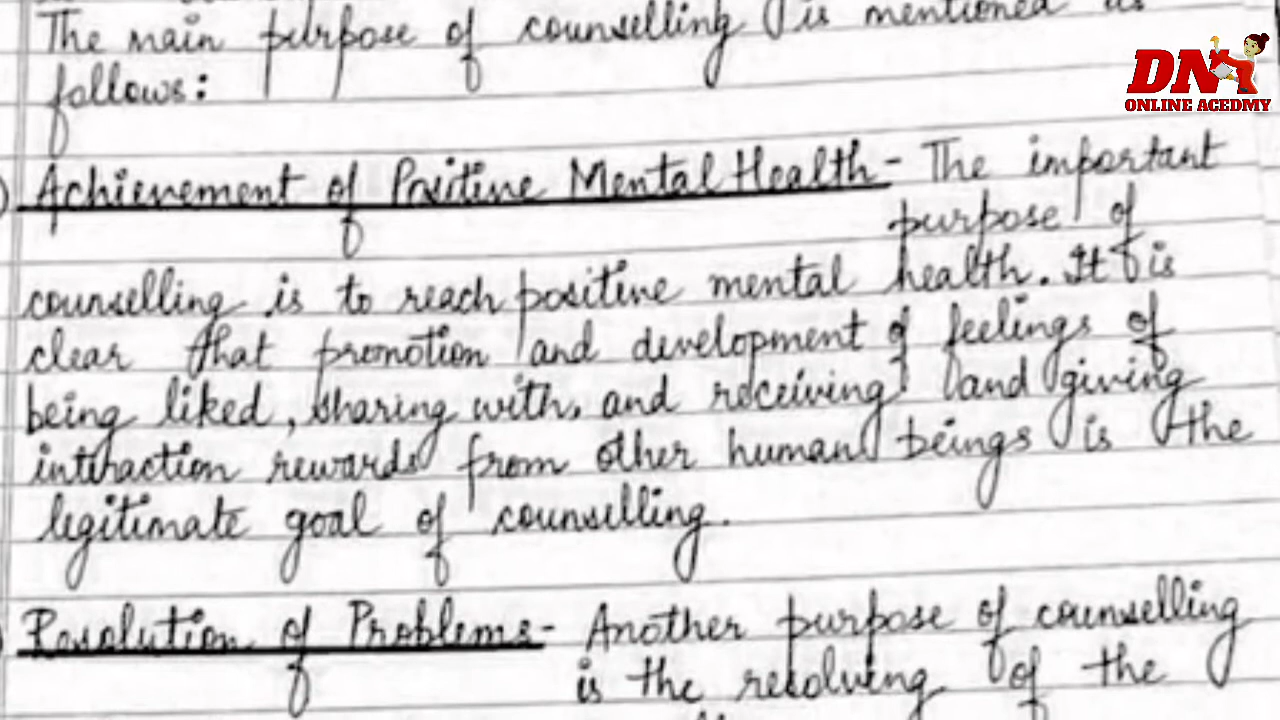 The main purpose of counselling is mentioned as
follows:
DNA
ONLINE ACEDMY
Achievement of Positive Mental Health - The important
purpose of
counselling is to reach positive mental health. It is
clear that promotion and development of feelings of
being liked, sharing with, and receiving and giving
interaction rewards from other human beings is the
legitimate goal of counselling.
Resolution of Problems - Another purpose of counselling
is the resolving of the